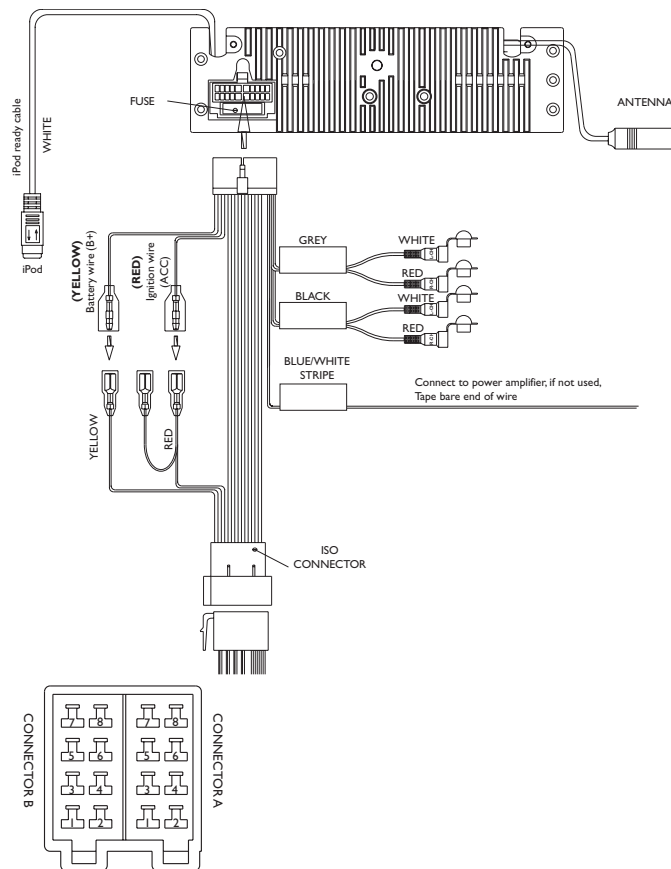 ANTENNA
FUSE
iPod ready cable
WHITE
iPod
(YELLOW)
Battery wire (B+)
(RED)
Ignition wire
(ACC)
GREY
WHITE
RED
BLACK
WHITE
RED
BLUE/WHITE
STRIPE
Connect to power amplifier, if not used,
Tape bare end of wire
YELLOW
RED
ISO
CONNECTOR
CONNECTOR B
CONNECTOR A
7 8 7 8
5 6 5 6
3 4 3 4
1 2 1 2